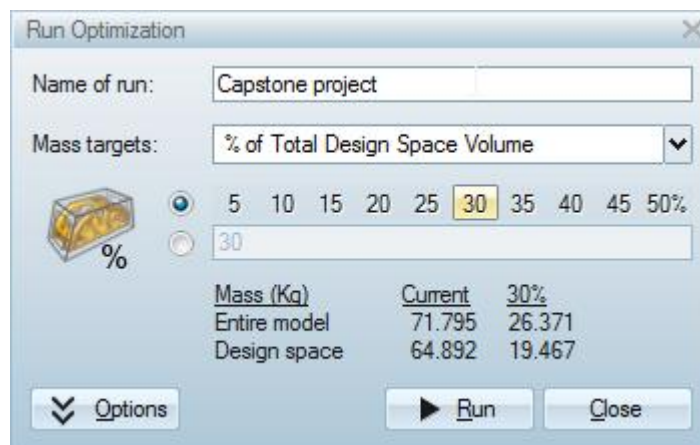 Run Optimization
Name of run: Capstone project
Mass targets: % of Total Design Space Volume
5 10 15 20 25 30 35 40 45 50%
30
%
Mass (Kg) Current 30%
Entire model 71.795 26.371
Design space 64.892 19.467
Options Run Close